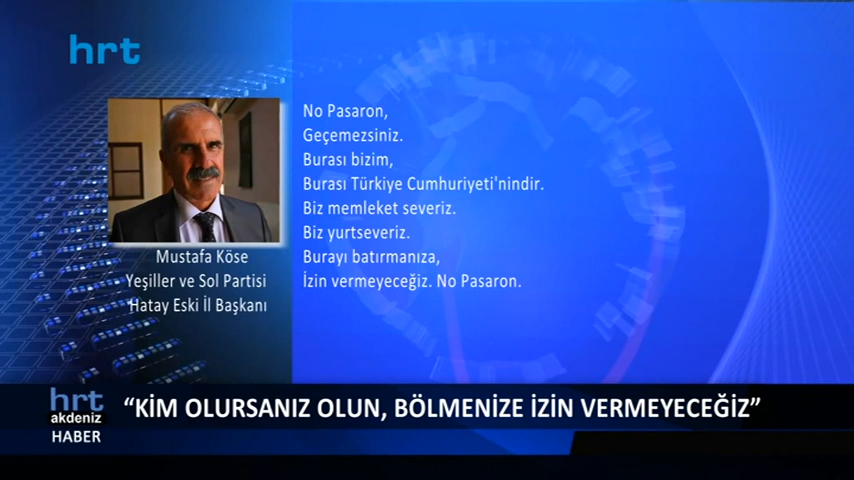 hrt
No Pasaron,
Geçemezsiniz.
Burası bizim,
Burası Türkiye Cumhuriyeti'nindir.
Biz memleket severiz.
Biz yurtseveriz.
Burayı batırmanıza,
İzin vermeyeceğiz. No Pasaron.
Mustafa Köse
Yeşiller ve Sol Partisi
Hatay Eski İl Başkanı
hrt
akdeniz
HABER
“KİM OLURSANIZ OLUN, BÖLMENİZE İZİN VERMEYECEĞİZ”